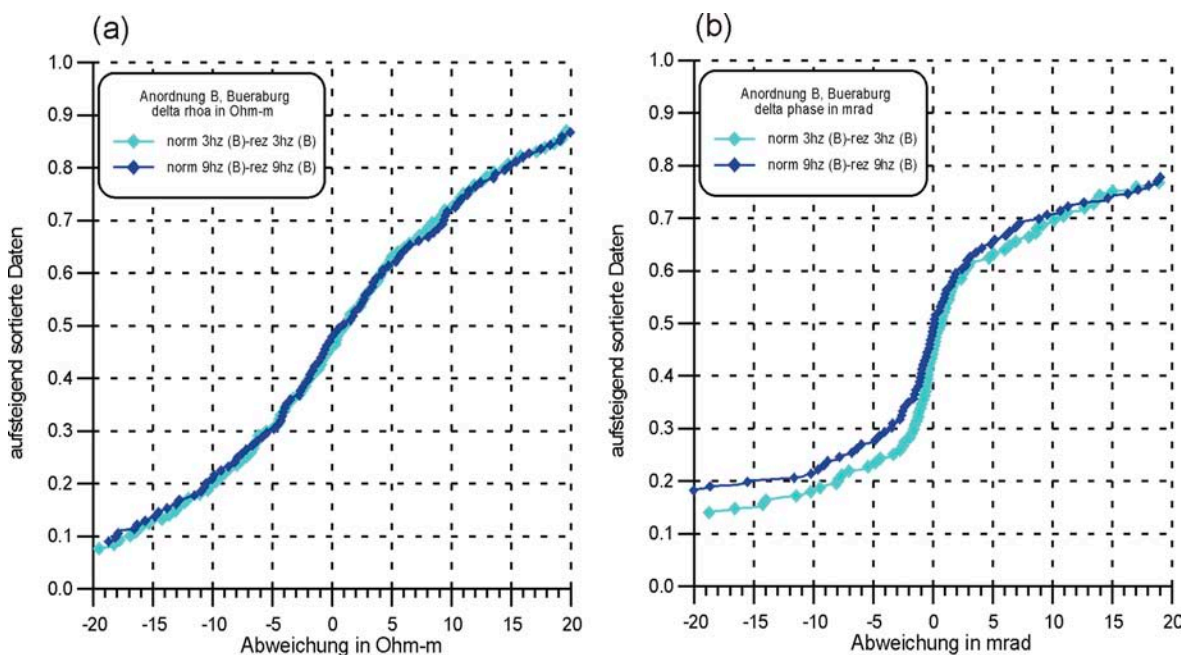 (a)
1.0
0.9
0.8
0.7
0.6
0.5
0.4
0.3
0.2
0.1
0.0
aufsteigend sortierte Daten
Anordnung B, Bueraburg
delta rhoa in Ohm-m
norm 3hz (B)-rez 3hz (B)
norm 9hz (B)-rez 9hz (B)
-20 -15 -10 -5 0 5 10 15 20
Abweichung in Ohm-m
(b)
1.0
0.9
0.8
0.7
0.6
0.5
0.4
0.3
0.2
0.1
0.0
aufsteigend sortierte Daten
Anordnung B, Bueraburg
delta phase in mrad
norm 3hz (B)-rez 3hz (B)
norm 9hz (B)-rez 9hz (B)
-20 -15 -10 -5 0 5 10 15 20
Abweichung in mrad